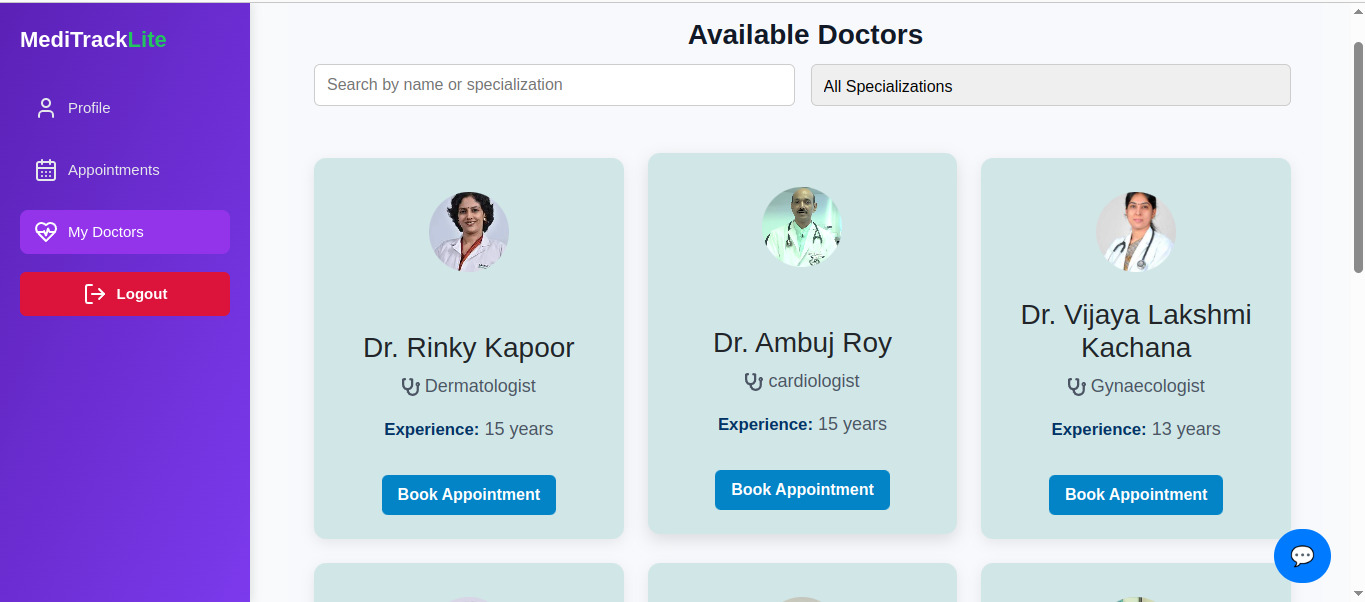 MediTrackLite
Profile
Appointments
My Doctors
Logout
Available Doctors
Search by name or specialization
All Specializations
Dr. Rinky Kapoor
Dermatologist
Experience: 15 years
Book Appointment
Dr. Ambuj Roy
cardiologist
Experience: 15 years
Book Appointment
Dr. Vijaya Lakshmi
Kachana
Gynaecologist
Experience: 13 years
Book Appointment